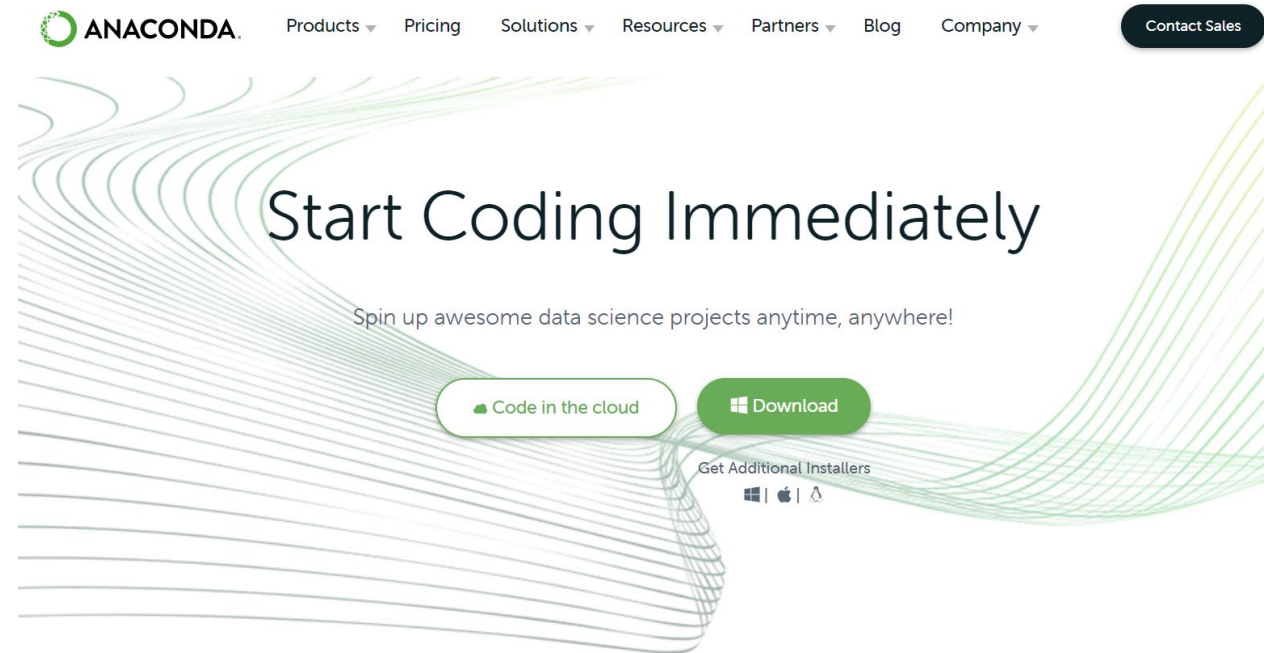 ANACONDA.
Products Pricing Solutions Resources Partners Blog Company Contact Sales
Start Coding Immediately
Spin up awesome data science projects anytime, anywhere!
Code in the cloud Download
Get Additional Installers
| |